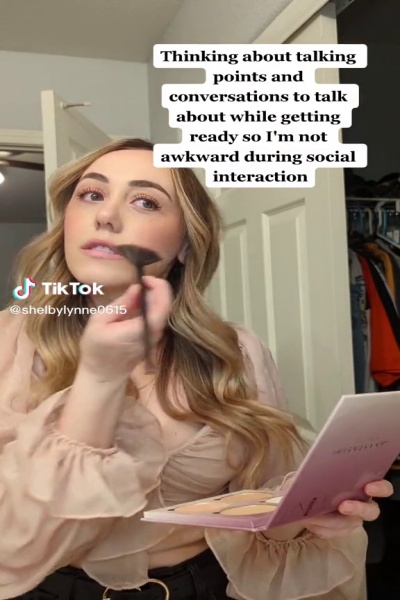 Thinking about talking
points and
conversations to talk
about while getting
ready so I'm not
awkward during social
interaction
TikTok
@shelbylynne0615